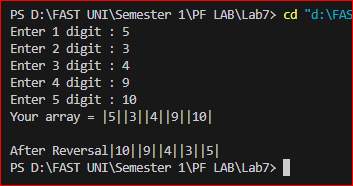 PS D:\FAST UNI\Semester 1\PF LAB\Lab7> cd "d:\FAS
Enter 1 digit : 5
Enter 2 digit : 3
Enter 3 digit : 4
Enter 4 digit : 9
Enter 5 digit : 10
Your array = |5||3||4||9||10|
After Reversal|10||9||4||3||5|
PS D:\FAST UNI\Semester 1\PF LAB\Lab7>